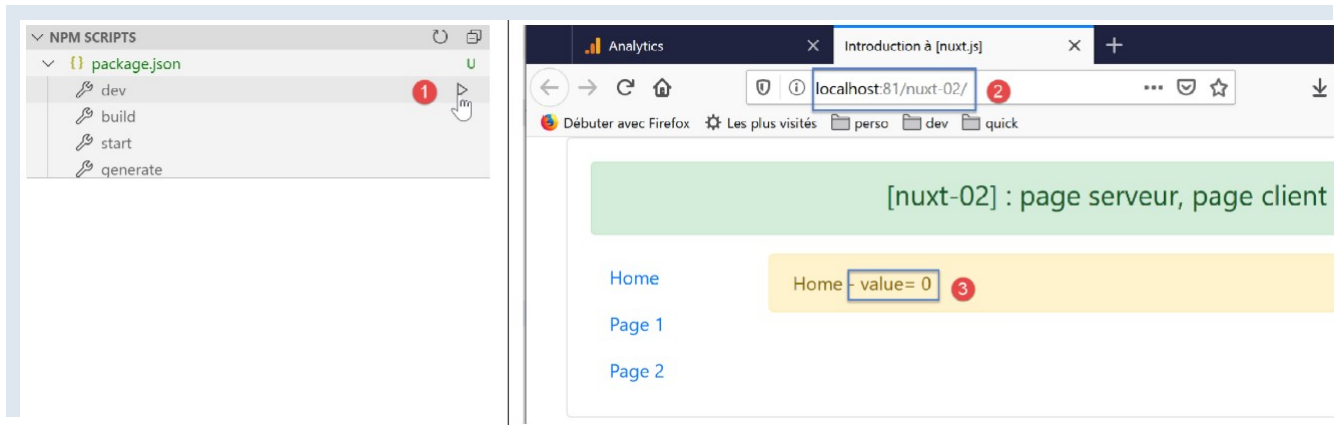 NPM SCRIPTS
{} package.json U
dev 1
build
start
generate
Analytics
Introduction à [nuxt.js]
localhost:81/nuxt-02/ 2
Débuter avec Firefox Les plus visités perso dev quick
[nuxt-02] : page serveur, page client
Home
Page 1
Page 2
Home - value= 0 3